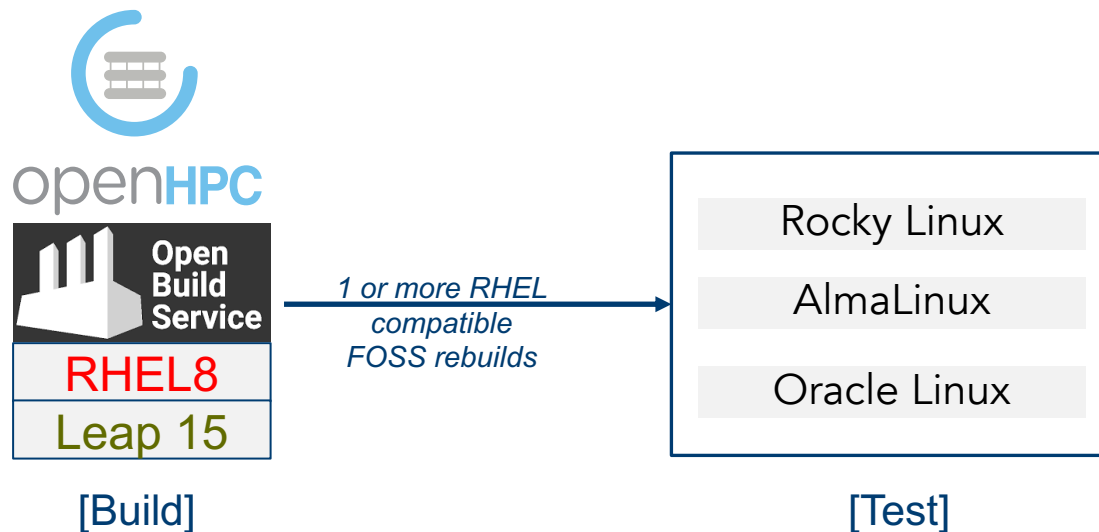 openHPC
Open
Build
Service
RHEL8
Leap 15
[Build]
1 or more RHEL
compatible
FOSS rebuilds
Rocky Linux
AlmaLinux
Oracle Linux
[Test]